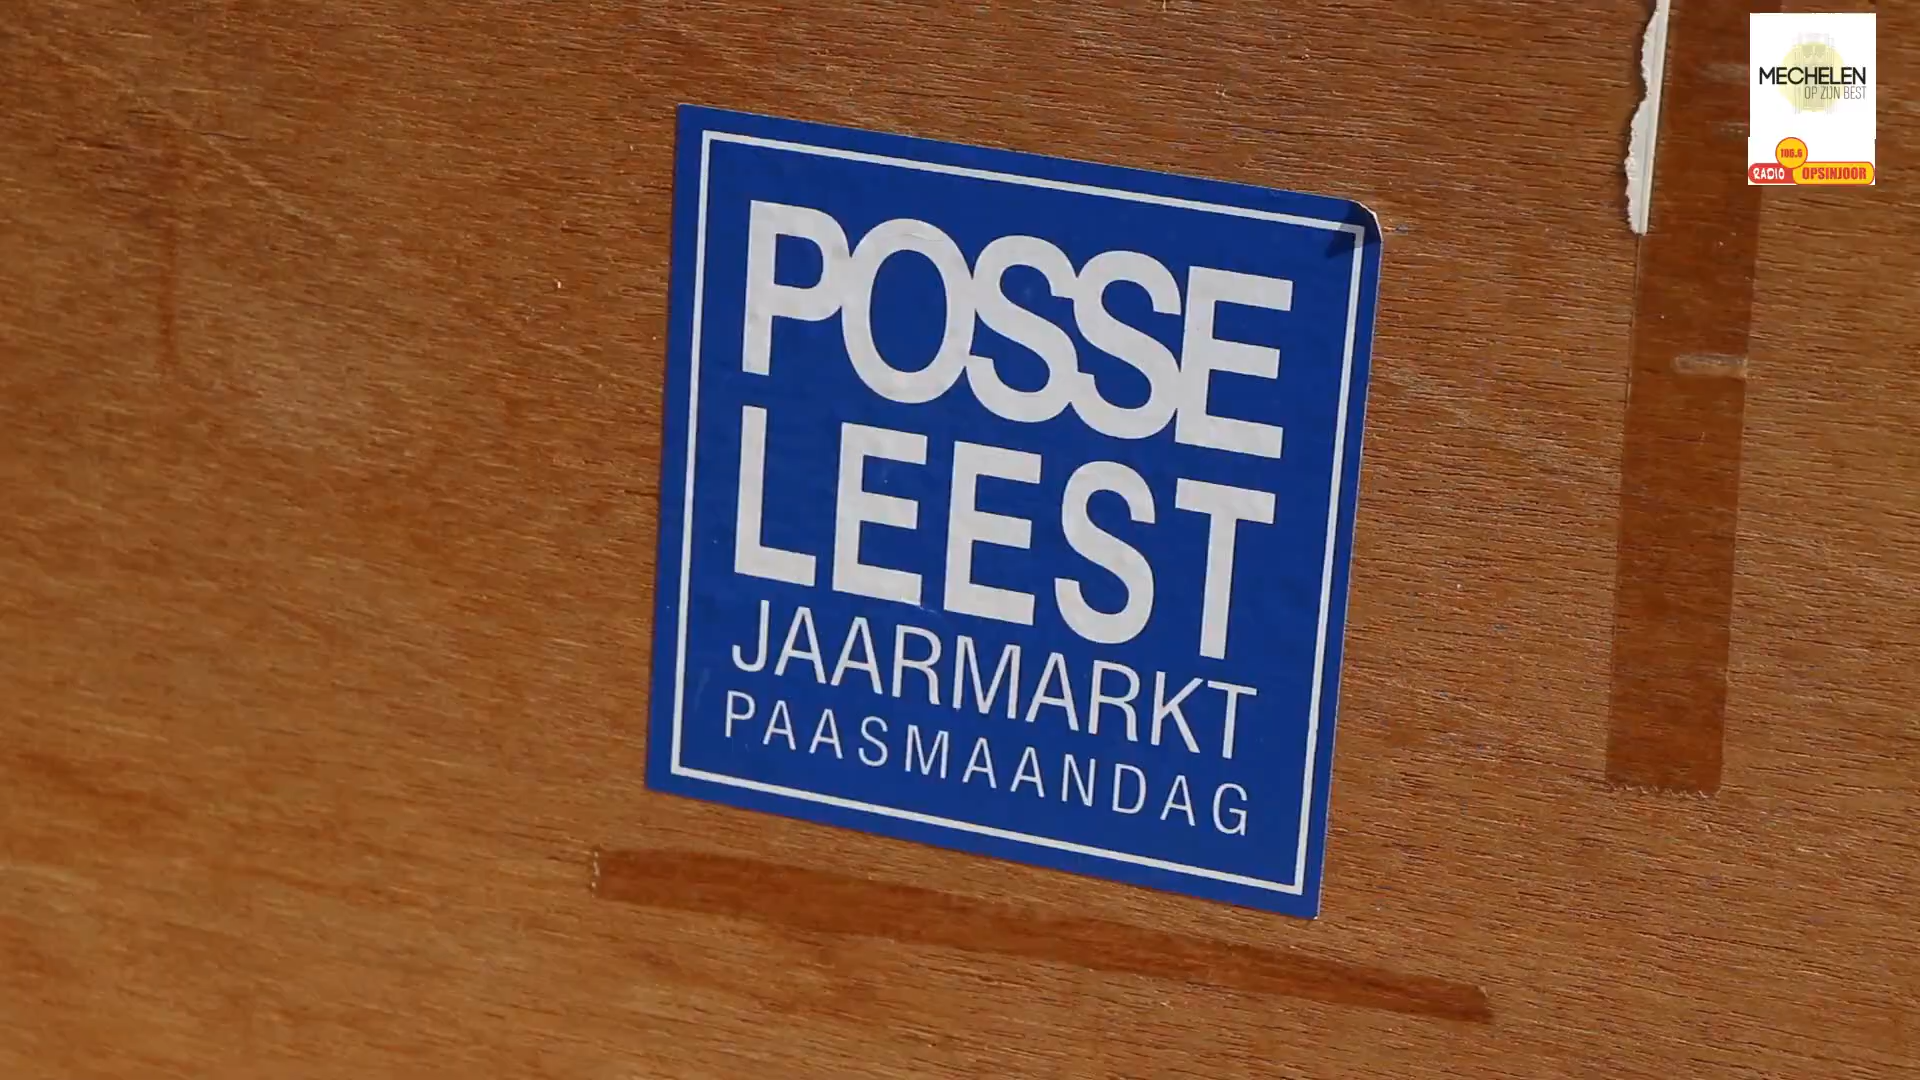 POSSE
LEEST
JAARMARKT
PAASMAANDAG
MECHELEN
OP ZIJN BEST
106.6
RADIO OPSINJOOR